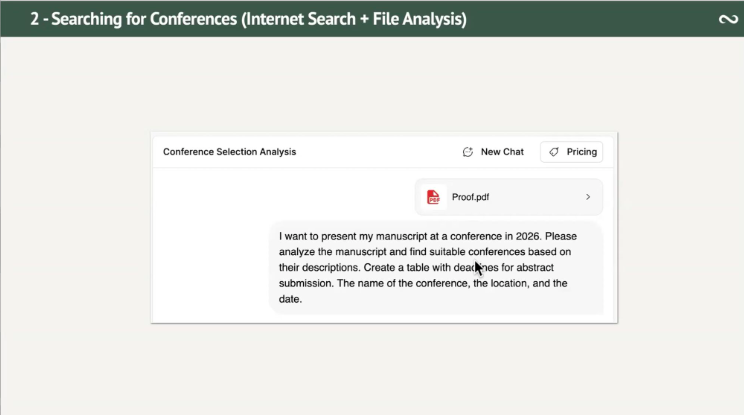 2 - Searching for Conferences (Internet Search + File Analysis)
Conference Selection Analysis
New Chat
Pricing
PDF
Proof.pdf
I want to present my manuscript at a conference in 2026. Please
analyze the manuscript and find suitable conferences based on
their descriptions. Create a table with deadlines for abstract
submission. The name of the conference, the location, and the
date.